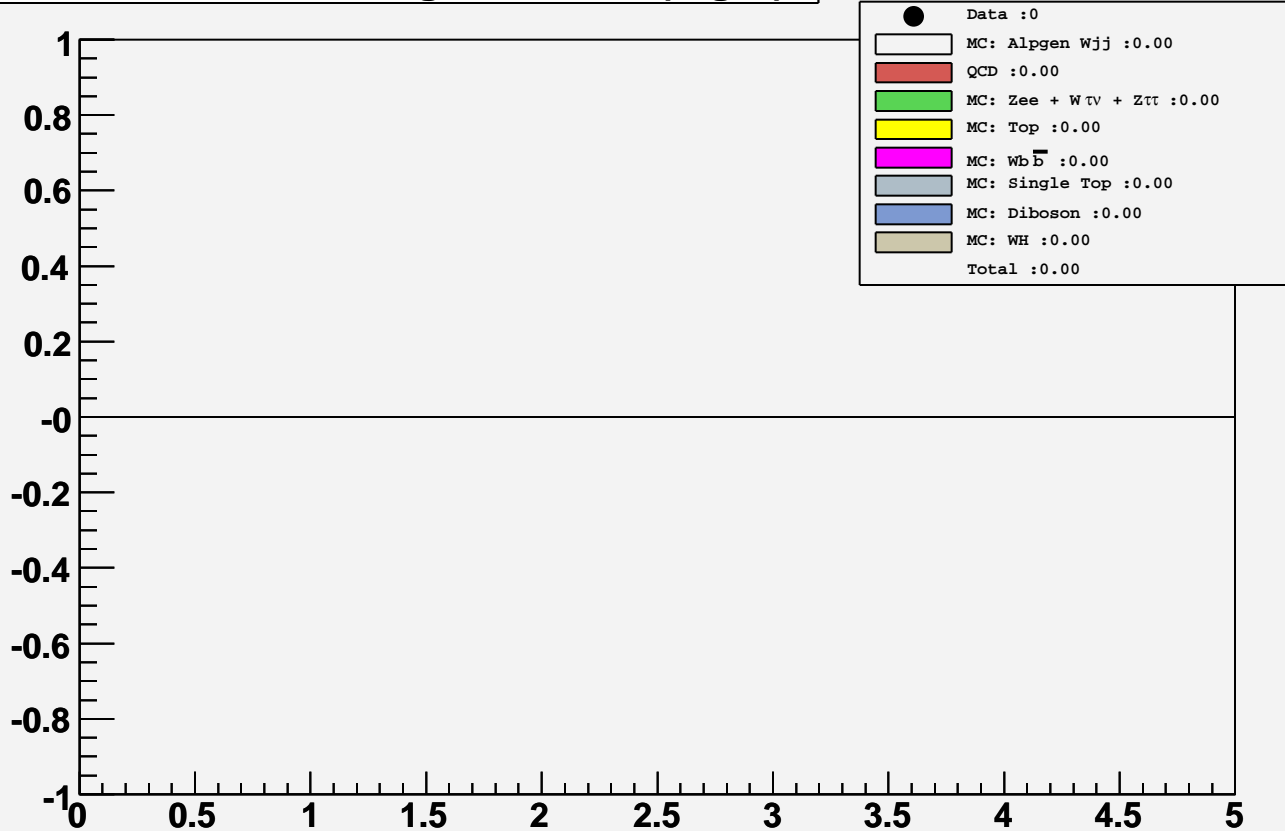 Data :0
MC: Alpgen Wjj :0.00
QCD :0.00
MC: Zee + Wτν + Zττ :0.00
MC: Top :0.00
MC: Wbb̅ :0.00
MC: Single Top :0.00
MC: Diboson :0.00
MC: WH :0.00
Total :0.00
1
0.8
0.6
0.4
0.2
-0
-0.2
-0.4
-0.6
-0.8
-1
0 0.5 1 1.5 2 2.5 3 3.5 4 4.5 5